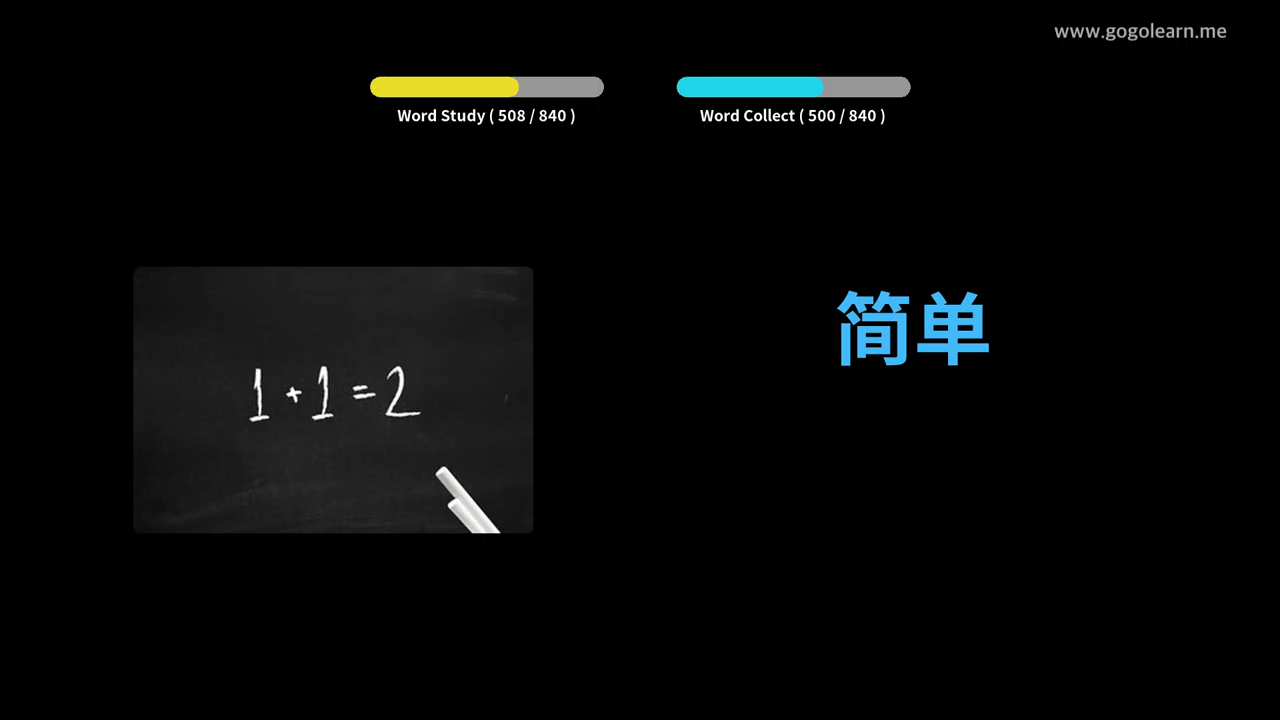 www.gogolearn.me
Word Study ( 508 / 840 )
Word Collect ( 500 / 840 )
简单
1 + 1 = 2